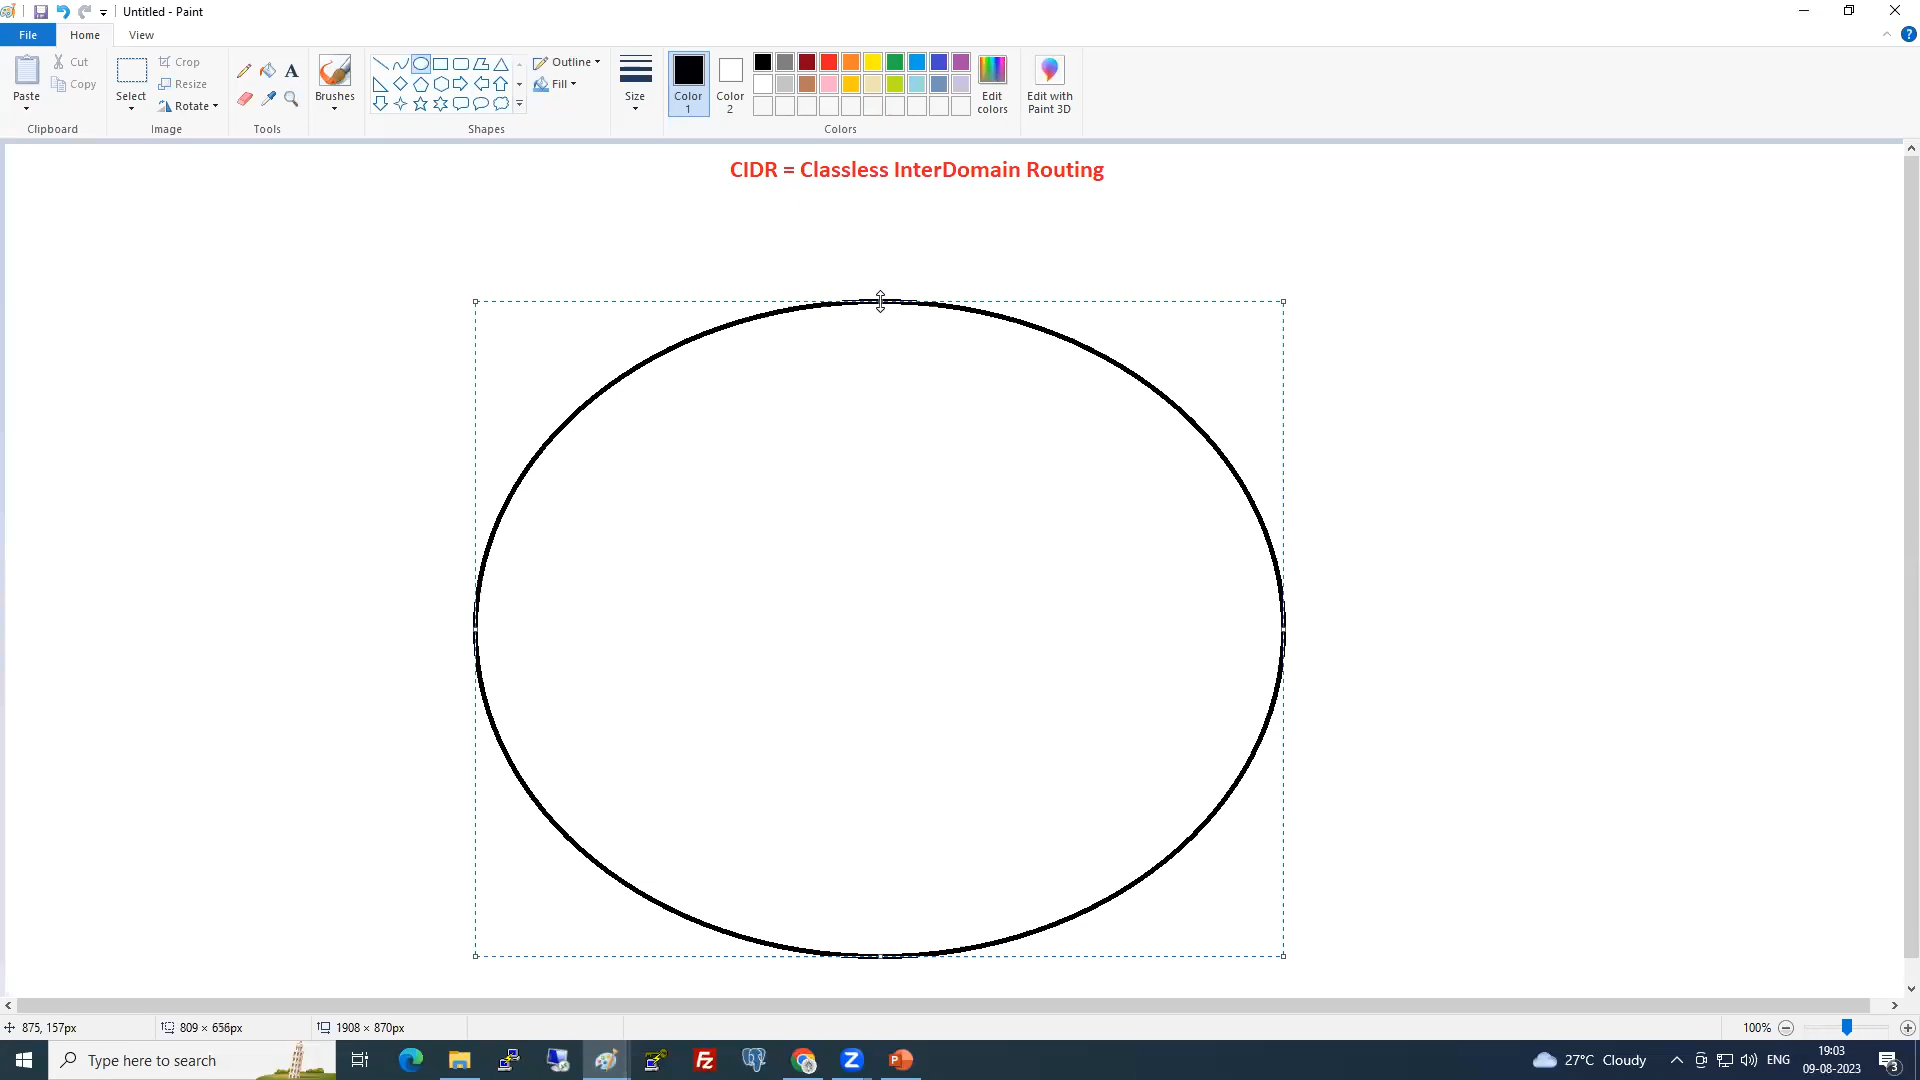 Untitled - Paint
File Home View
Paste
Cut
Copy
Clipboard
Select
Crop
Resize
Rotate
Image
Tools
Brushes
Shapes
Outline
Fill
Size
Color 1
Color 2
Colors
Edit colors
Edit with Paint 3D
CIDR = Classless InterDomain Routing
875, 157px 809 × 656px 1908 × 870px 100%
Type here to search
27°C Cloudy
ENG
19:03
09-08-2023
3